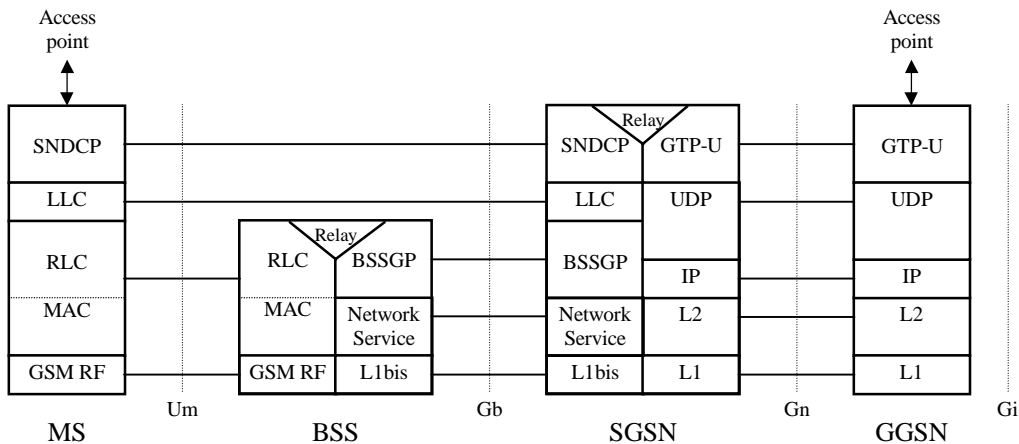 Access
point
Access
point
SNDCP
LLC
RLC
MAC
GSM RF
Relay
RLC
BSSGP
MAC
Network
Service
GSM RF
L1bis
Relay
SNDCP
GTP-U
LLC
UDP
BSSGP
IP
Network
Service
L2
L1bis
L1
GTP-U
UDP
IP
L2
L1
Um
Gb
Gn
Gi
MS
BSS
SGSN
GGSN